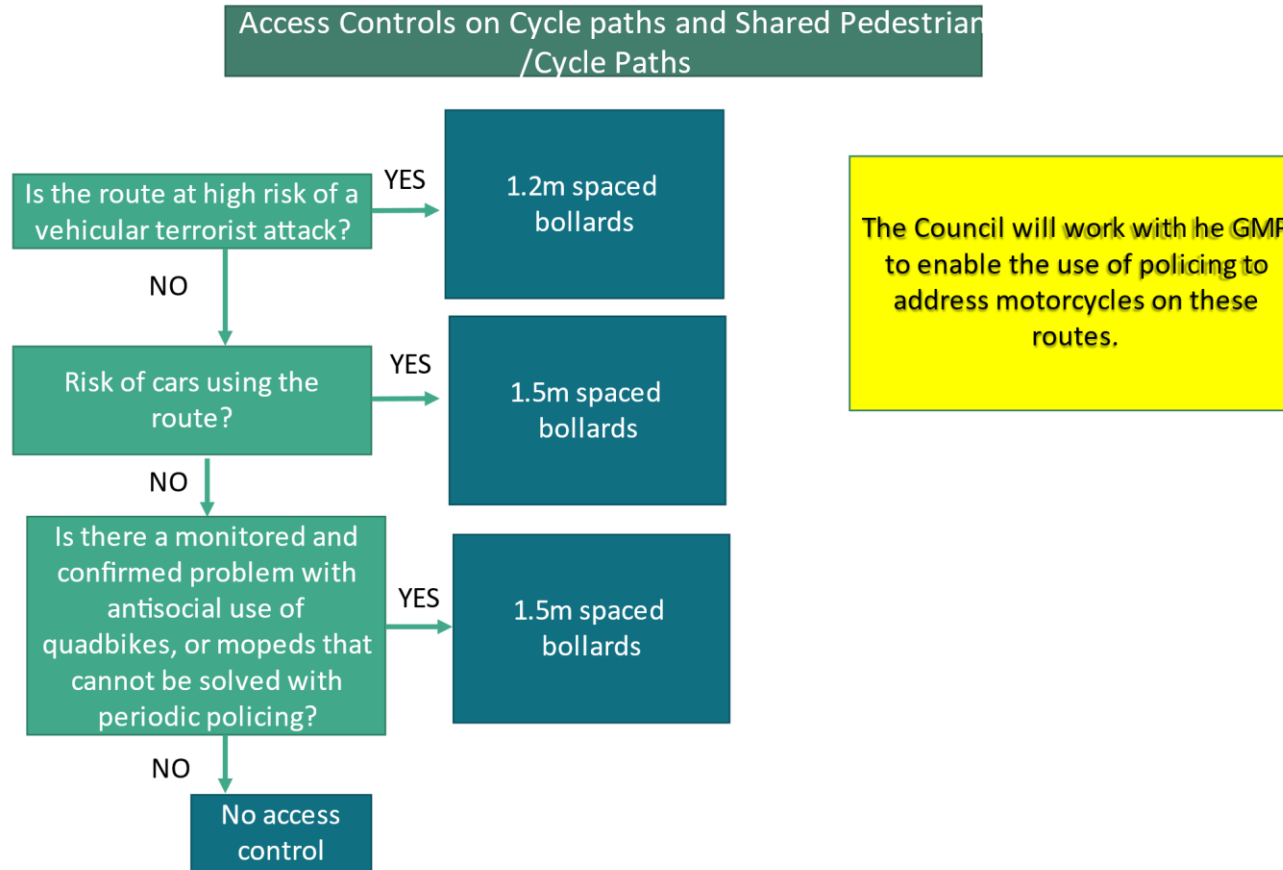 Access Controls on Cycle paths and Shared Pedestrian
/Cycle Paths
Is the route at high risk of a
vehicular terrorist attack?
YES
1.2m spaced
bollards
The Council will work with he GMP
to enable the use of policing to
address motorcycles on these
routes.
NO
Risk of cars using the
route?
YES
1.5m spaced
bollards
NO
Is there a monitored and
confirmed problem with
antisocial use of
quadbikes, or mopeds that
cannot be solved with
periodic policing?
YES
1.5m spaced
bollards
NO
No access
control